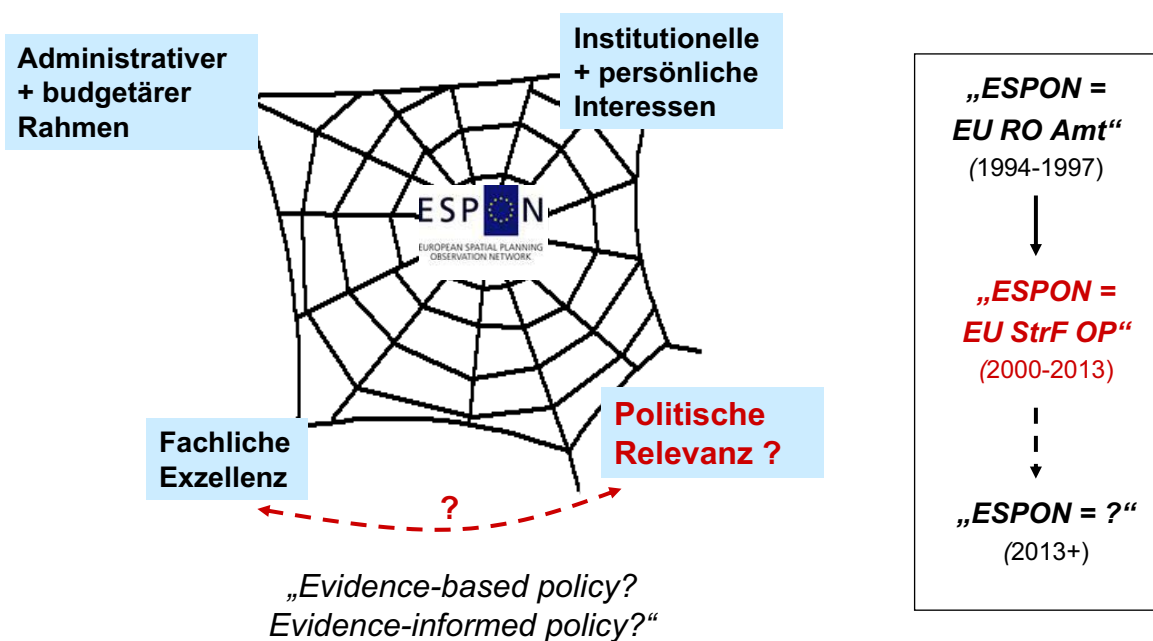 Administrativer
+ budgetärer
Rahmen
Institutionelle
+ persönliche
Interessen
ESPON
EUROPEAN SPATIAL PLANNING
OBSERVATION NETWORK
Fachliche
Exzellenz
Politische
Relevanz ?
?
„Evidence-based policy?
Evidence-informed policy?“
„ESPON =
EU RO Amt“
(1994-1997)
„ESPON =
EU StrF OP“
(2000-2013)
„ESPON = ?“
(2013+)